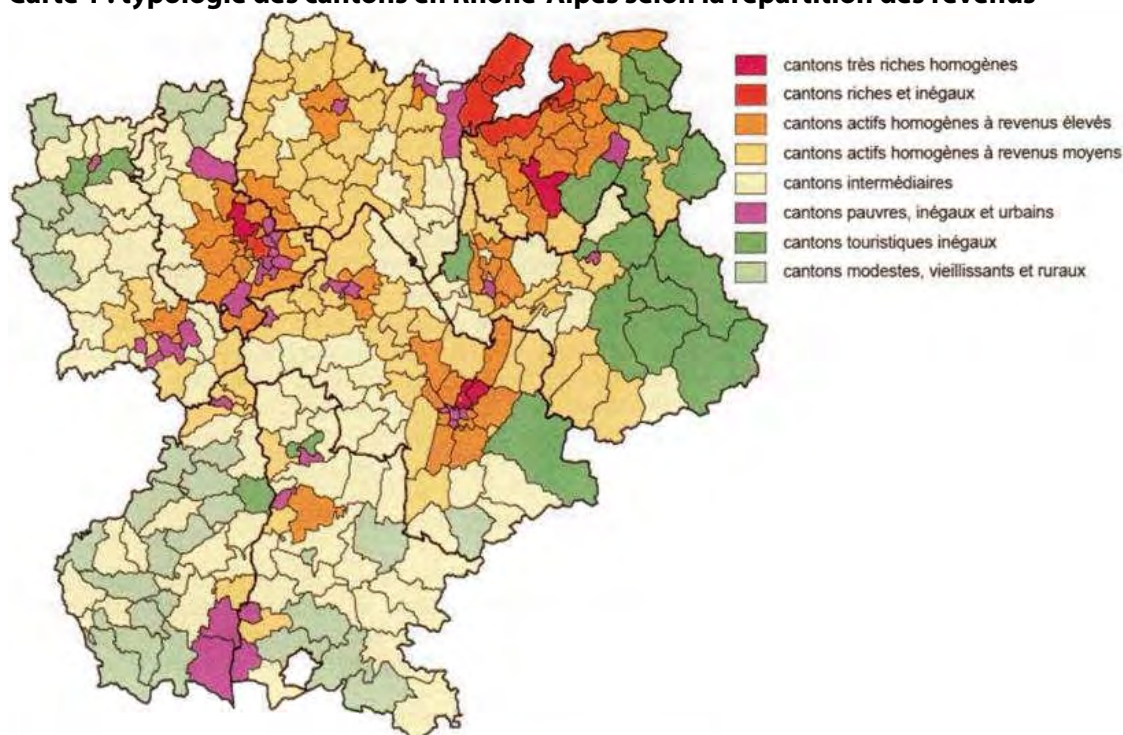 Carte 1 : typologie des cantons en Rhône-Alpes selon la répartition des revenus
cantons très riches homogènes
cantons riches et inégaux
cantons actifs homogènes à revenus élevés
cantons actifs homogènes à revenus moyens
cantons intermédiaires
cantons pauvres, inégaux et urbains
cantons touristiques inégaux
cantons modestes, vieillissants et ruraux